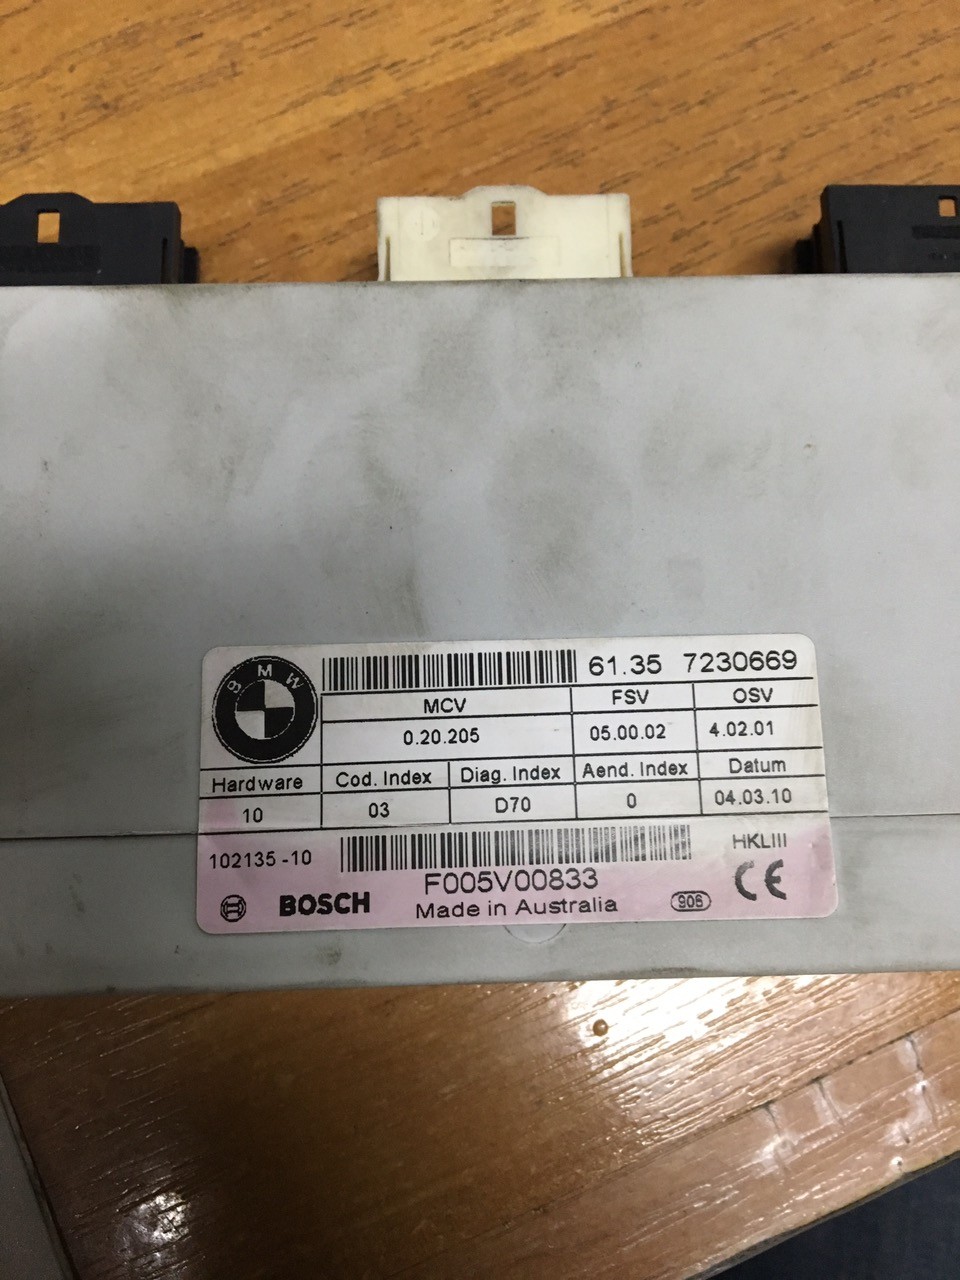 BMW
61.35 7230669
MCV FSV OSV
0.20.205 05.00.02 4.02.01
Hardware Cod. Index Diag. Index Aend. Index Datum
10 03 D70 0 04.03.10
102135-10 HKLIII
F005V00833
BOSCH Made in Australia 906 CE